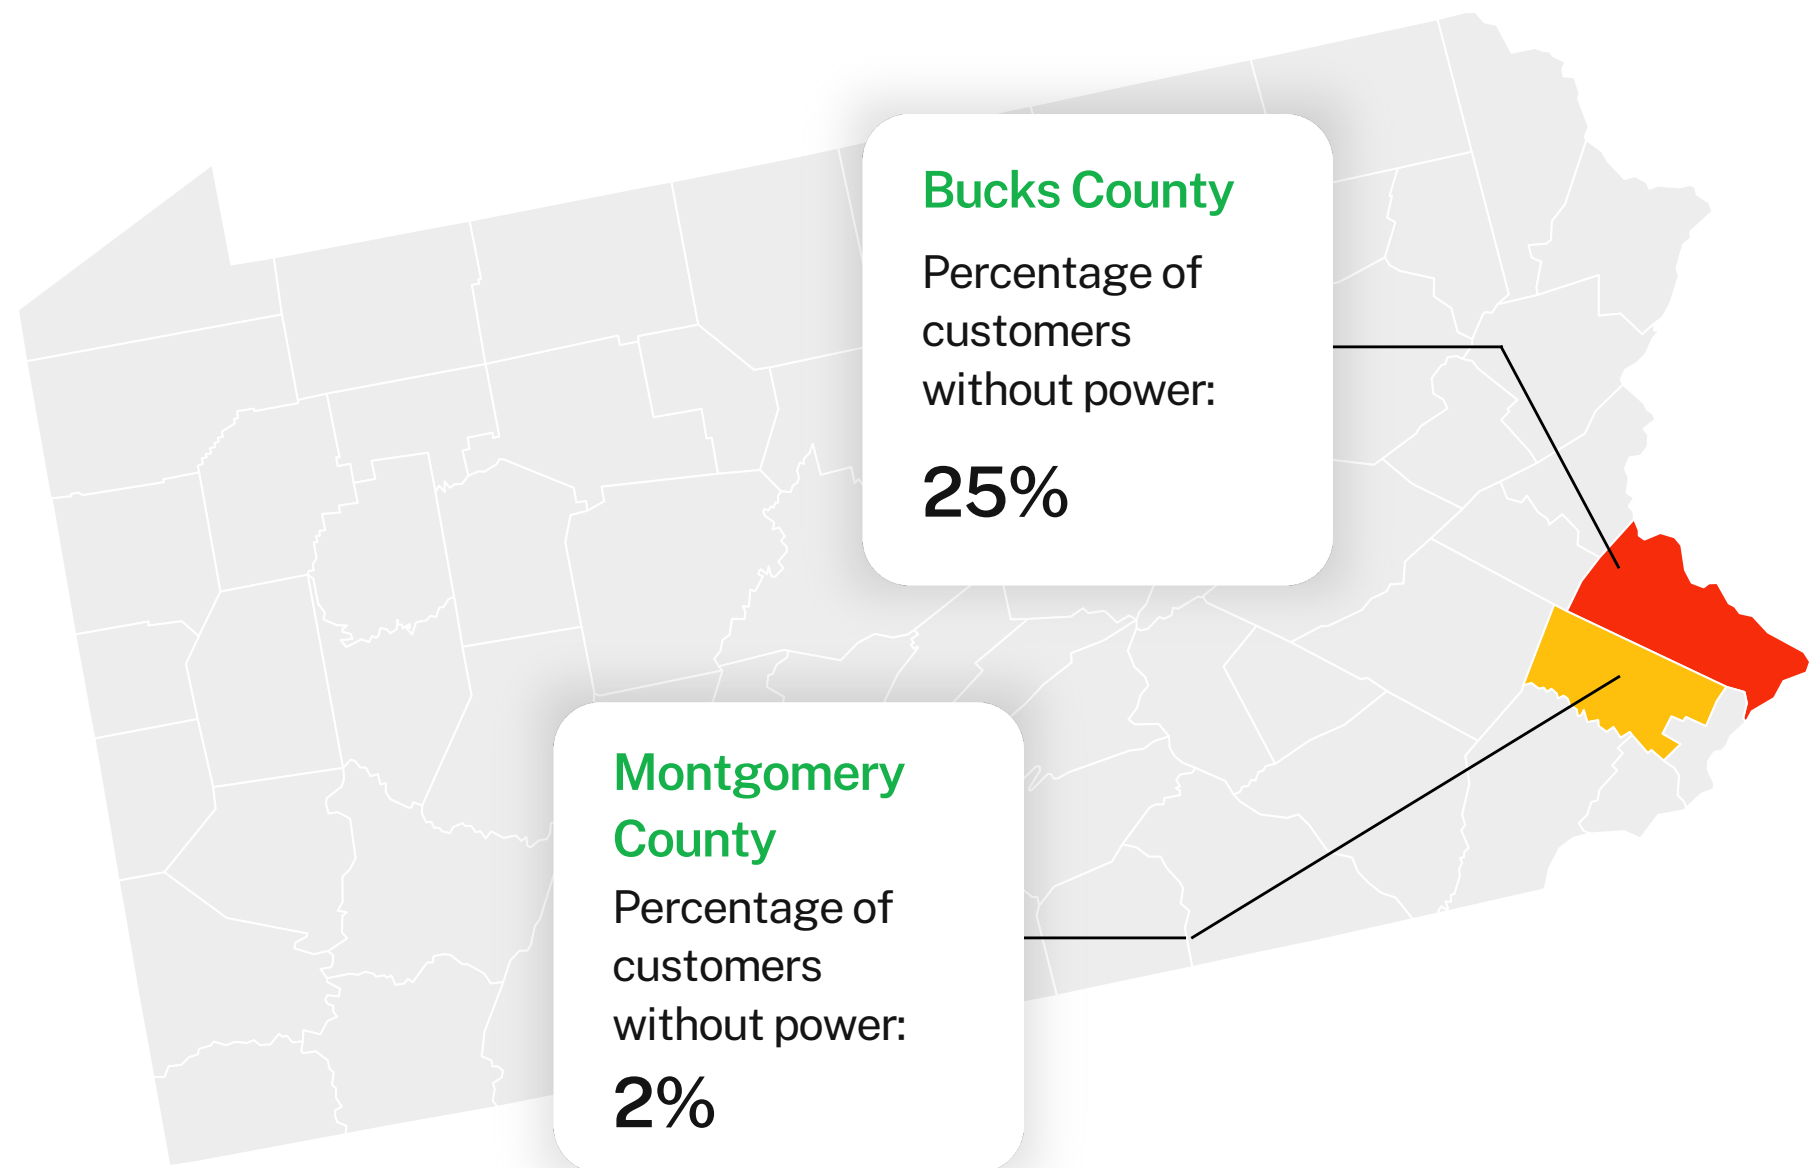 Bucks County
Percentage of
customers
without power:
25%
Montgomery
County
Percentage of
customers
without power:
2%